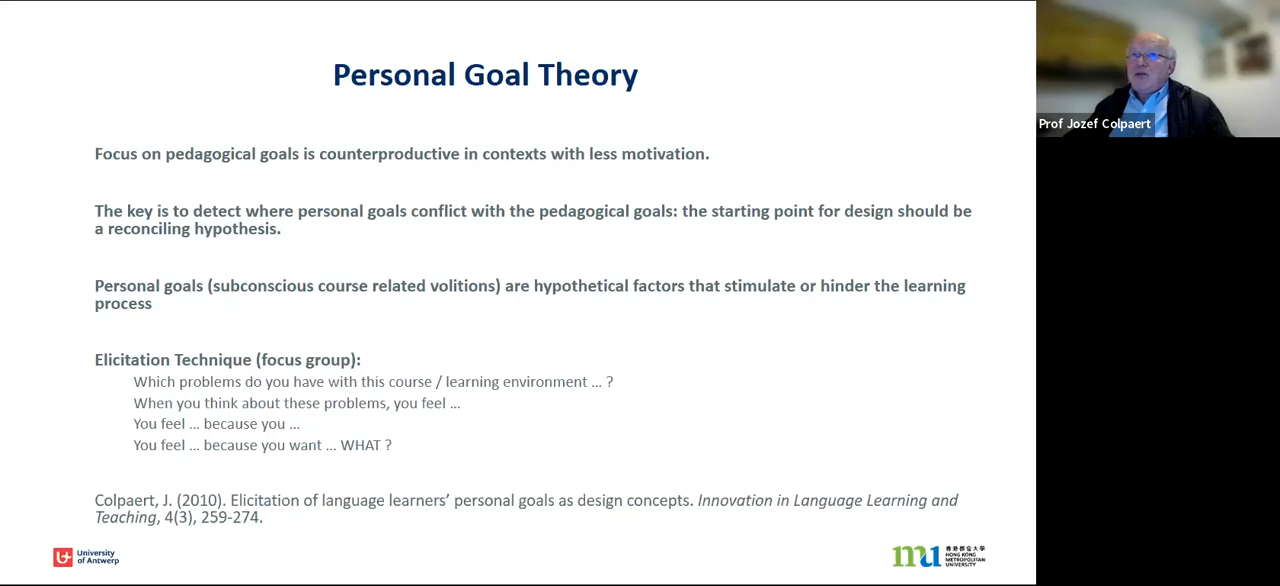 Personal Goal Theory
Prof Jozef Colpaert
Focus on pedagogical goals is counterproductive in contexts with less motivation.
The key is to detect where personal goals conflict with the pedagogical goals: the starting point for design should be
a reconciling hypothesis.
Personal goals (subconscious course related volitions) are hypothetical factors that stimulate or hinder the learning
process
Elicitation Technique (focus group):
Which problems do you have with this course / learning environment ... ?
When you think about these problems, you feel ...
You feel ... because you ...
You feel ... because you want ... WHAT ?
Colpaert, J. (2010). Elicitation of language learners’ personal goals as design concepts. Innovation in Language Learning and
Teaching, 4(3), 259-274.
University
of Antwerp
mu
香港都會大學
HONG KONG
METROPOLITAN
UNIVERSITY